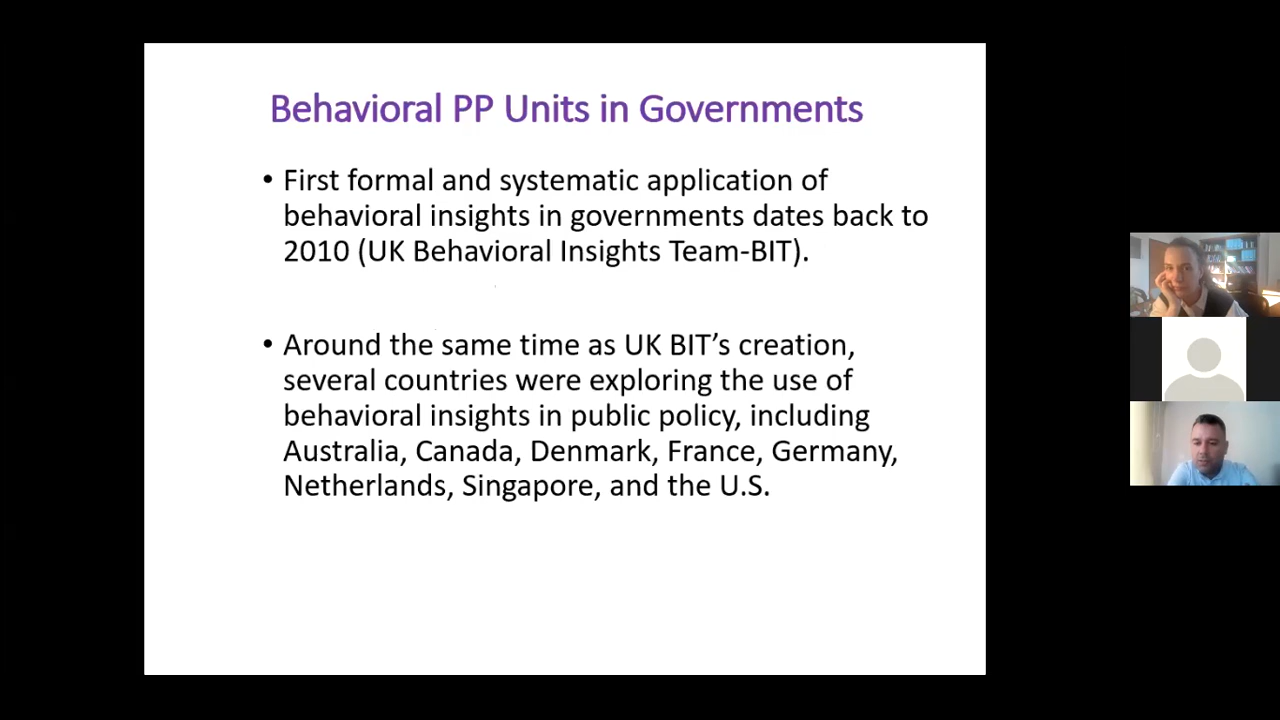 Behavioral PP Units in Governments
• First formal and systematic application of
behavioral insights in governments dates back to
2010 (UK Behavioral Insights Team-BIT).
• Around the same time as UK BIT’s creation,
several countries were exploring the use of
behavioral insights in public policy, including
Australia, Canada, Denmark, France, Germany,
Netherlands, Singapore, and the U.S.